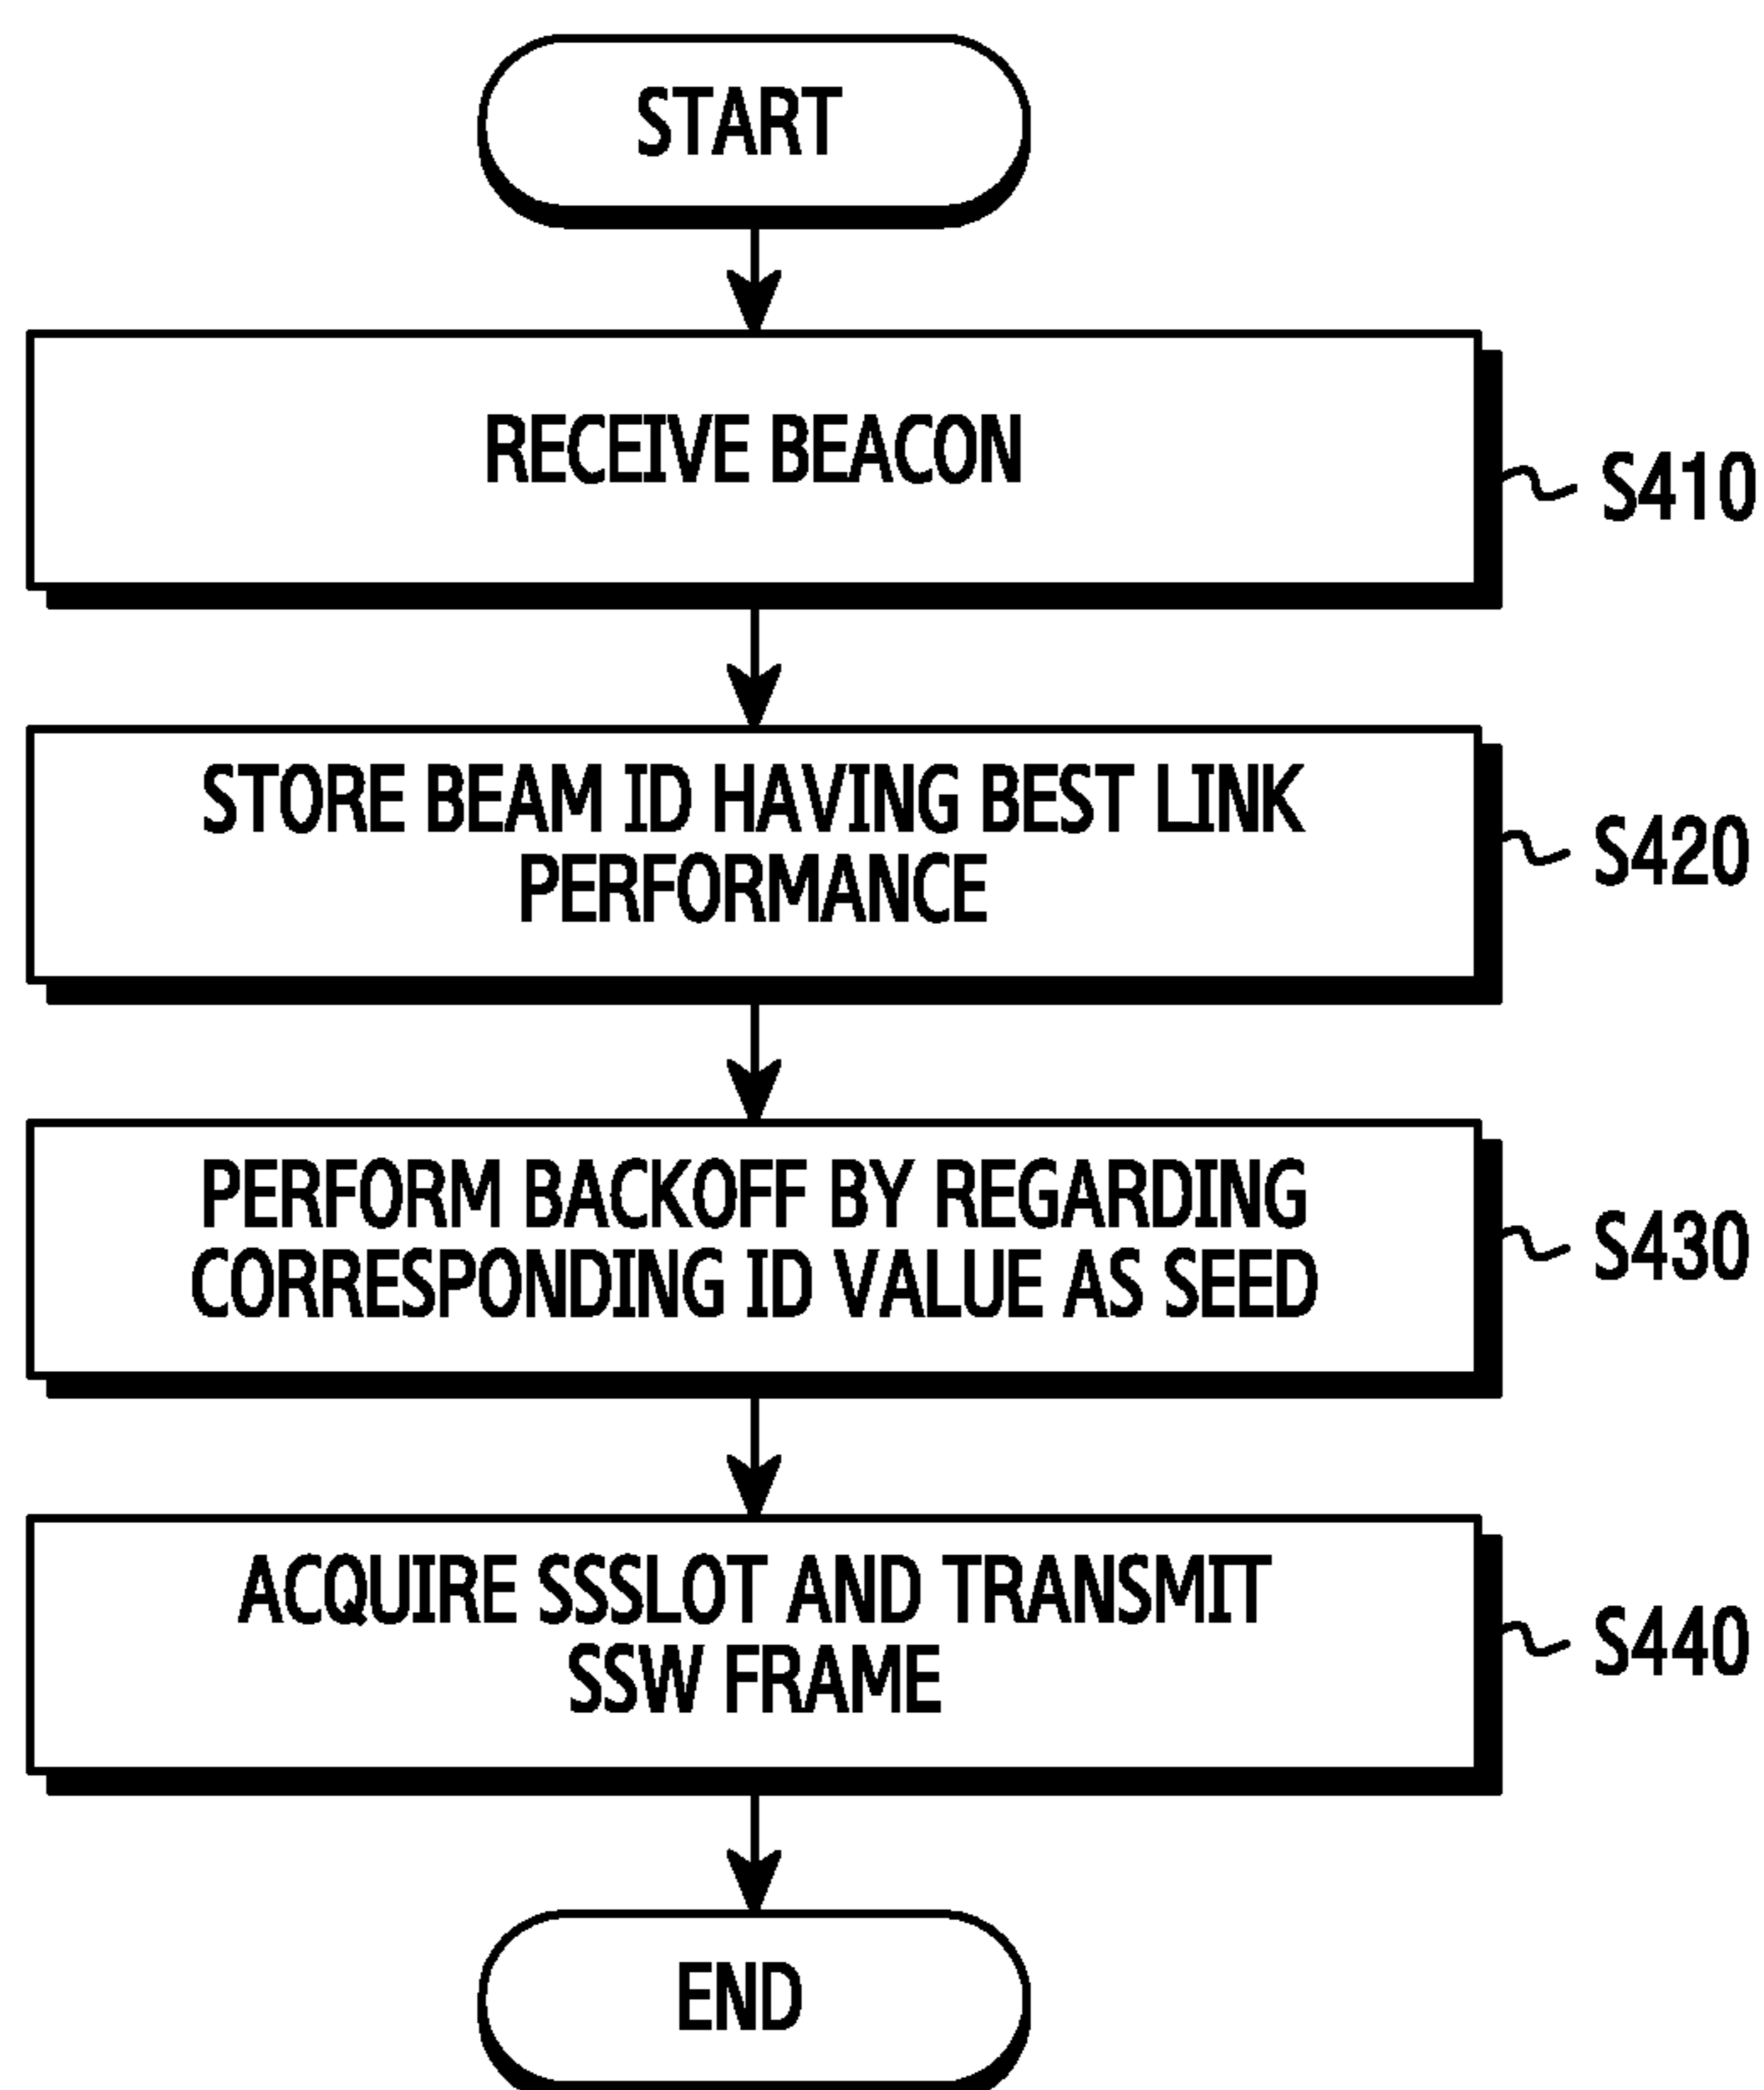 START
RECEIVE BEACON
S410
STORE BEAM ID HAVING BEST LINK
PERFORMANCE
S420
PERFORM BACKOFF BY REGARDING
CORRESPONDING ID VALUE AS SEED
S430
ACQUIRE SSSLOT AND TRANSMIT
SSW FRAME
S440
END